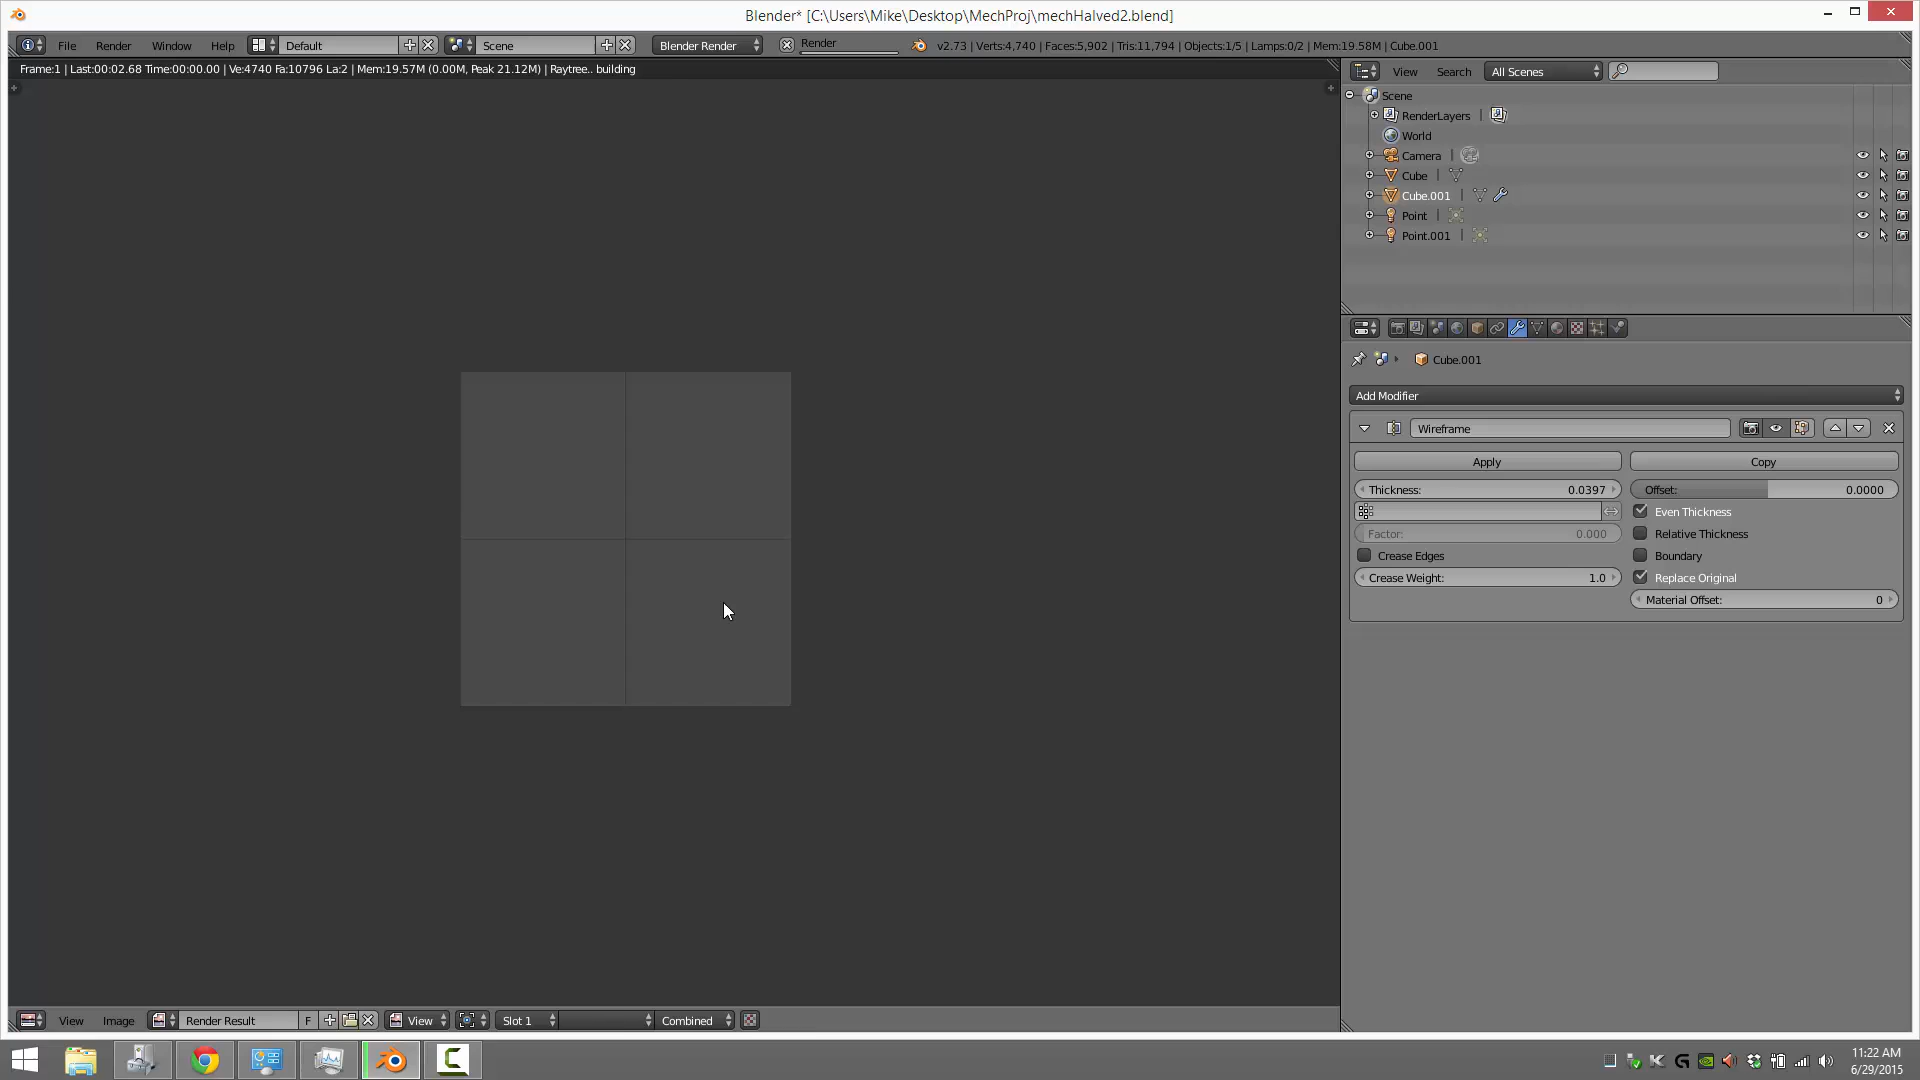 Blender* [C:\Users\Mike\Desktop\MechProj\mechHalved2.blend]
File Render Window Help Default Scene Blender Render Render v2.73 | Verts:4,740 | Faces:5,902 | Tris:11,794 | Objects:1/5 | Lamps:0/2 | Mem:19.58M | Cube.001
Frame:1 | Last:00:02.68 Time:00:00.00 | Ve:4740 Fa:10796 La:2 | Mem:19.57M (0.00M, Peak 21.12M) | Raytree.. building
View Search All Scenes
Scene
RenderLayers
World
Camera
Cube
Cube.001
Point
Point.001
Cube.001
Add Modifier
Wireframe
Apply Copy
Thickness: 0.0397 Offset: 0.0000
Even Thickness
Factor: 0.000 Relative Thickness
Crease Edges Boundary
Crease Weight: 1.0 Replace Original
Material Offset: 0
View Image Render Result F View Slot 1 Combined
11:22 AM
6/29/2015